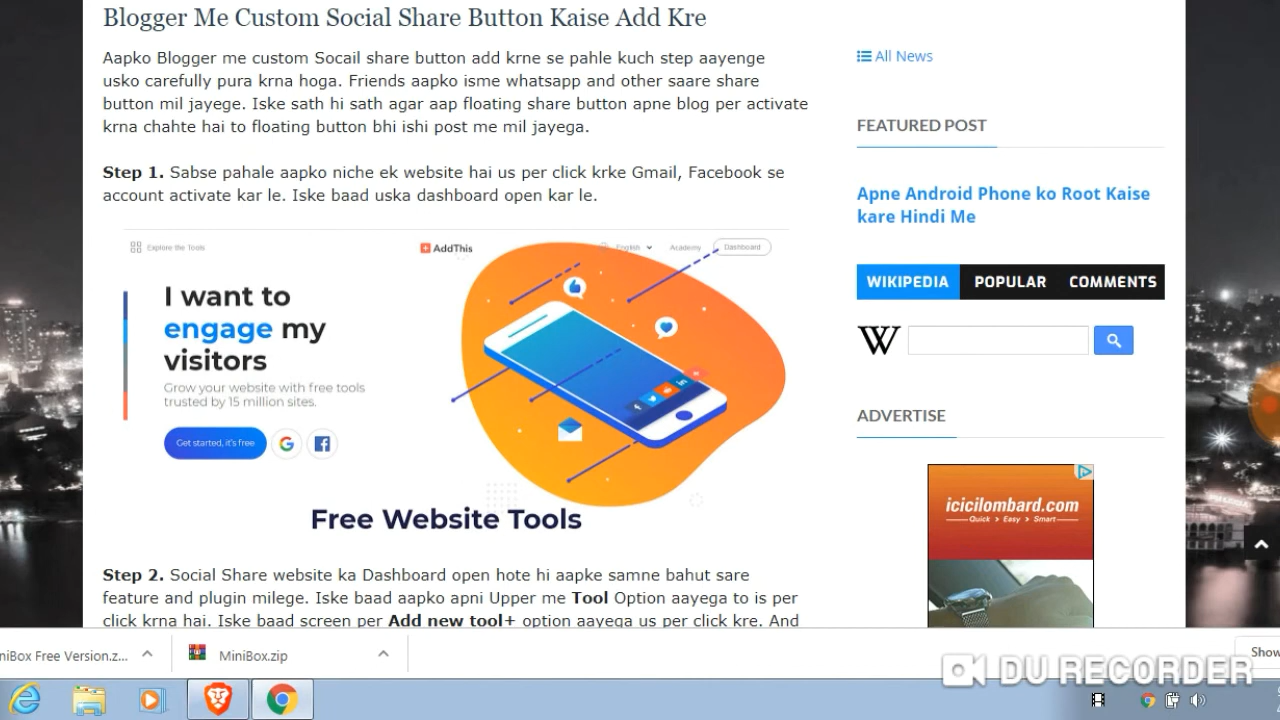 Blogger Me Custom Social Share Button Kaise Add Kre
Aapko Blogger me custom Socail share button add krne se pahle kuch step aayenge
usko carefully pura krna hoga. Friends aapko isme whatsapp and other saare share
button mil jayege. Iske sath hi sath agar aap floating share button apne blog per activate
krna chahte hai to floating button bhi ishi post me mil jayega.
Step 1. Sabse pahale aapko niche ek website hai us per click krke Gmail, Facebook se
account activate kar le. Iske baad uska dashboard open kar le.
Explore the Tools
AddThis
English
Academy
Dashboard
I want to
engage my
visitors
Grow your website with free tools
trusted by 15 million sites.
Get started, it's free
Free Website Tools
Step 2. Social Share website ka Dashboard open hote hi aapke samne bahut sare
feature and plugin milege. Iske baad aapko apni Upper me Tool Option aayega to is per
click krna hai. Iske baad screen per Add new tool+ option aayega us per click kre. And
All News
FEATURED POST
Apne Android Phone ko Root Kaise
kare Hindi Me
WIKIPEDIA
POPULAR
COMMENTS
W
ADVERTISE
icicilombard.com
Quick > Easy > Smart
niBox Free Version.z...
MiniBox.zip
Show
DU RECORDER